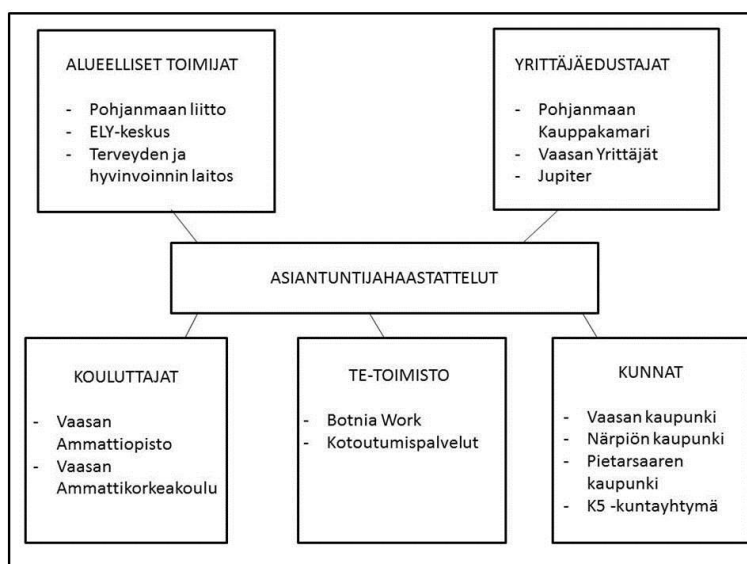 ALUEELLISET TOIMIJAT
- Pohjanmaan liitto
- ELY-keskus
- Terveyden ja
hyvinvoinnin laitos
YRITTÄJÄEDUSTAJAT
- Pohjanmaan
Kauppakamari
- Vaasan Yrittäjät
- Jupiter
ASIANTUNTIJAHAASTATTELUT
KOULUTTAJAT
- Vaasan
Ammattiopisto
- Vaasan
Ammattikorkeakoulu
TE-TOIMISTO
- Botnia Work
- Kotoutumispalvelut
KUNNAT
- Vaasan kaupunki
- Närpiön kaupunki
- Pietarsaaren
kaupunki
- K5 -kuntayhtymä